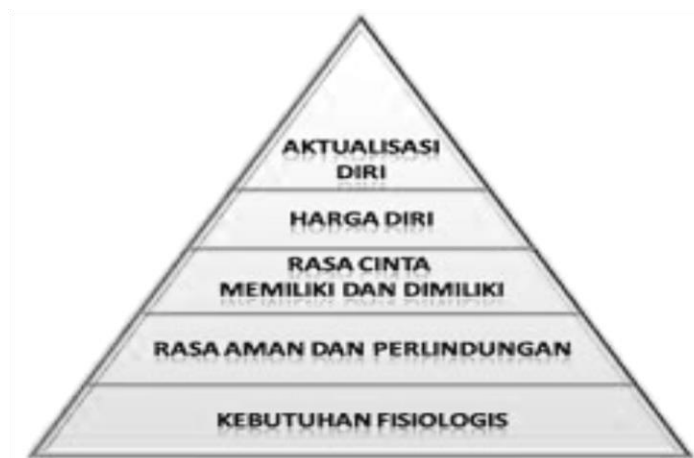 AKTUALISASI
DIRI
HARGA DIRI
RASA CINTA
MEMILIKI DAN DIMILIKI
RASA AMAN DAN PERLINDUNGAN
KEBUTUHAN FISIOLOGIS